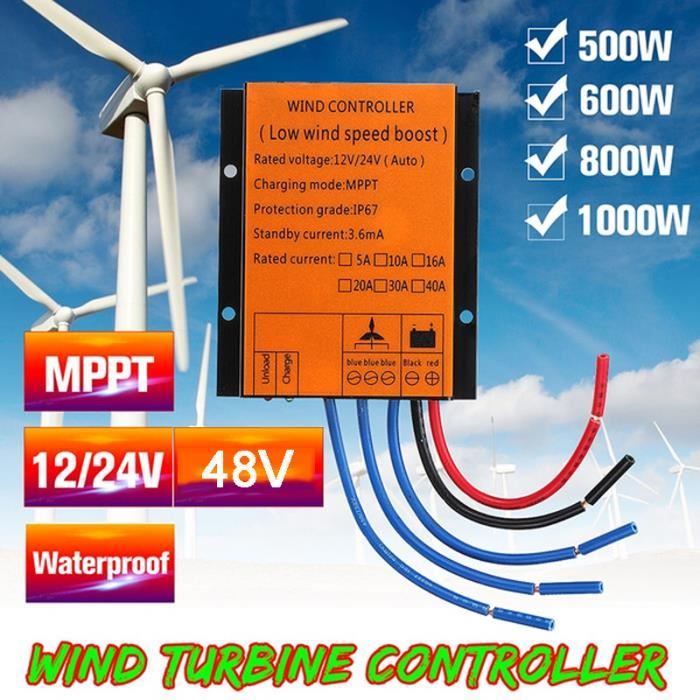 500W
600W
800W
1000W
WIND CONTROLLER
( Low wind speed boost )
Rated voltage:12V/24V ( Auto )
Charging mode:MPPT
Protection grade:IP67
Standby current:3.6mA
Rated current: 5A 10A 16A
20A 30A 40A
Unload
Charge
blue blue blue
Black red
MPPT
12/24V
48V
Waterproof
WIND TURBINE CONTROLLER